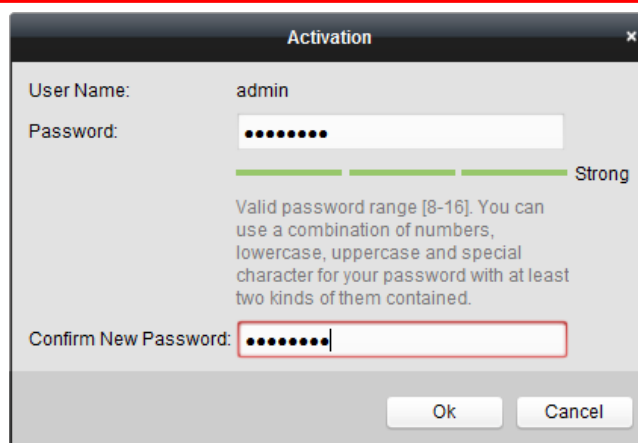 Activation
×
User Name: admin
Password: ●●●●●●●●
Strong
Valid password range [8-16]. You can
use a combination of numbers,
lowercase, uppercase and special
character for your password with at least
two kinds of them contained.
Confirm New Password: ●●●●●●●●
Ok Cancel